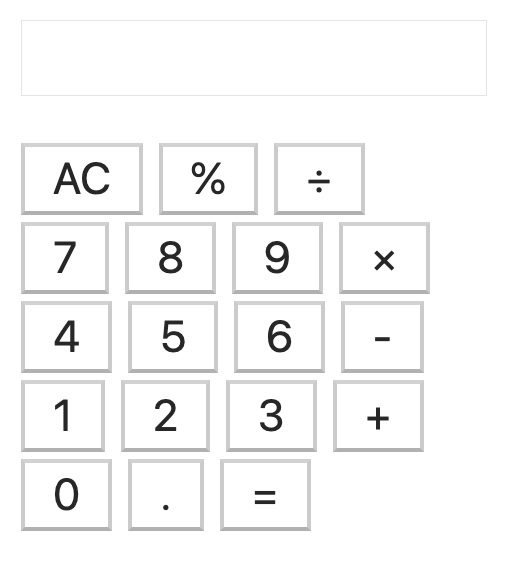 AC % ÷
7 8 9 ×
4 5 6 -
1 2 3 +
0 . =